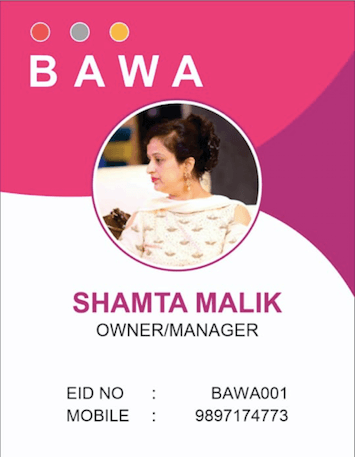 BAWA
SHAMTA MALIK
OWNER/MANAGER
EID NO : BAWA001
MOBILE : 9897174773